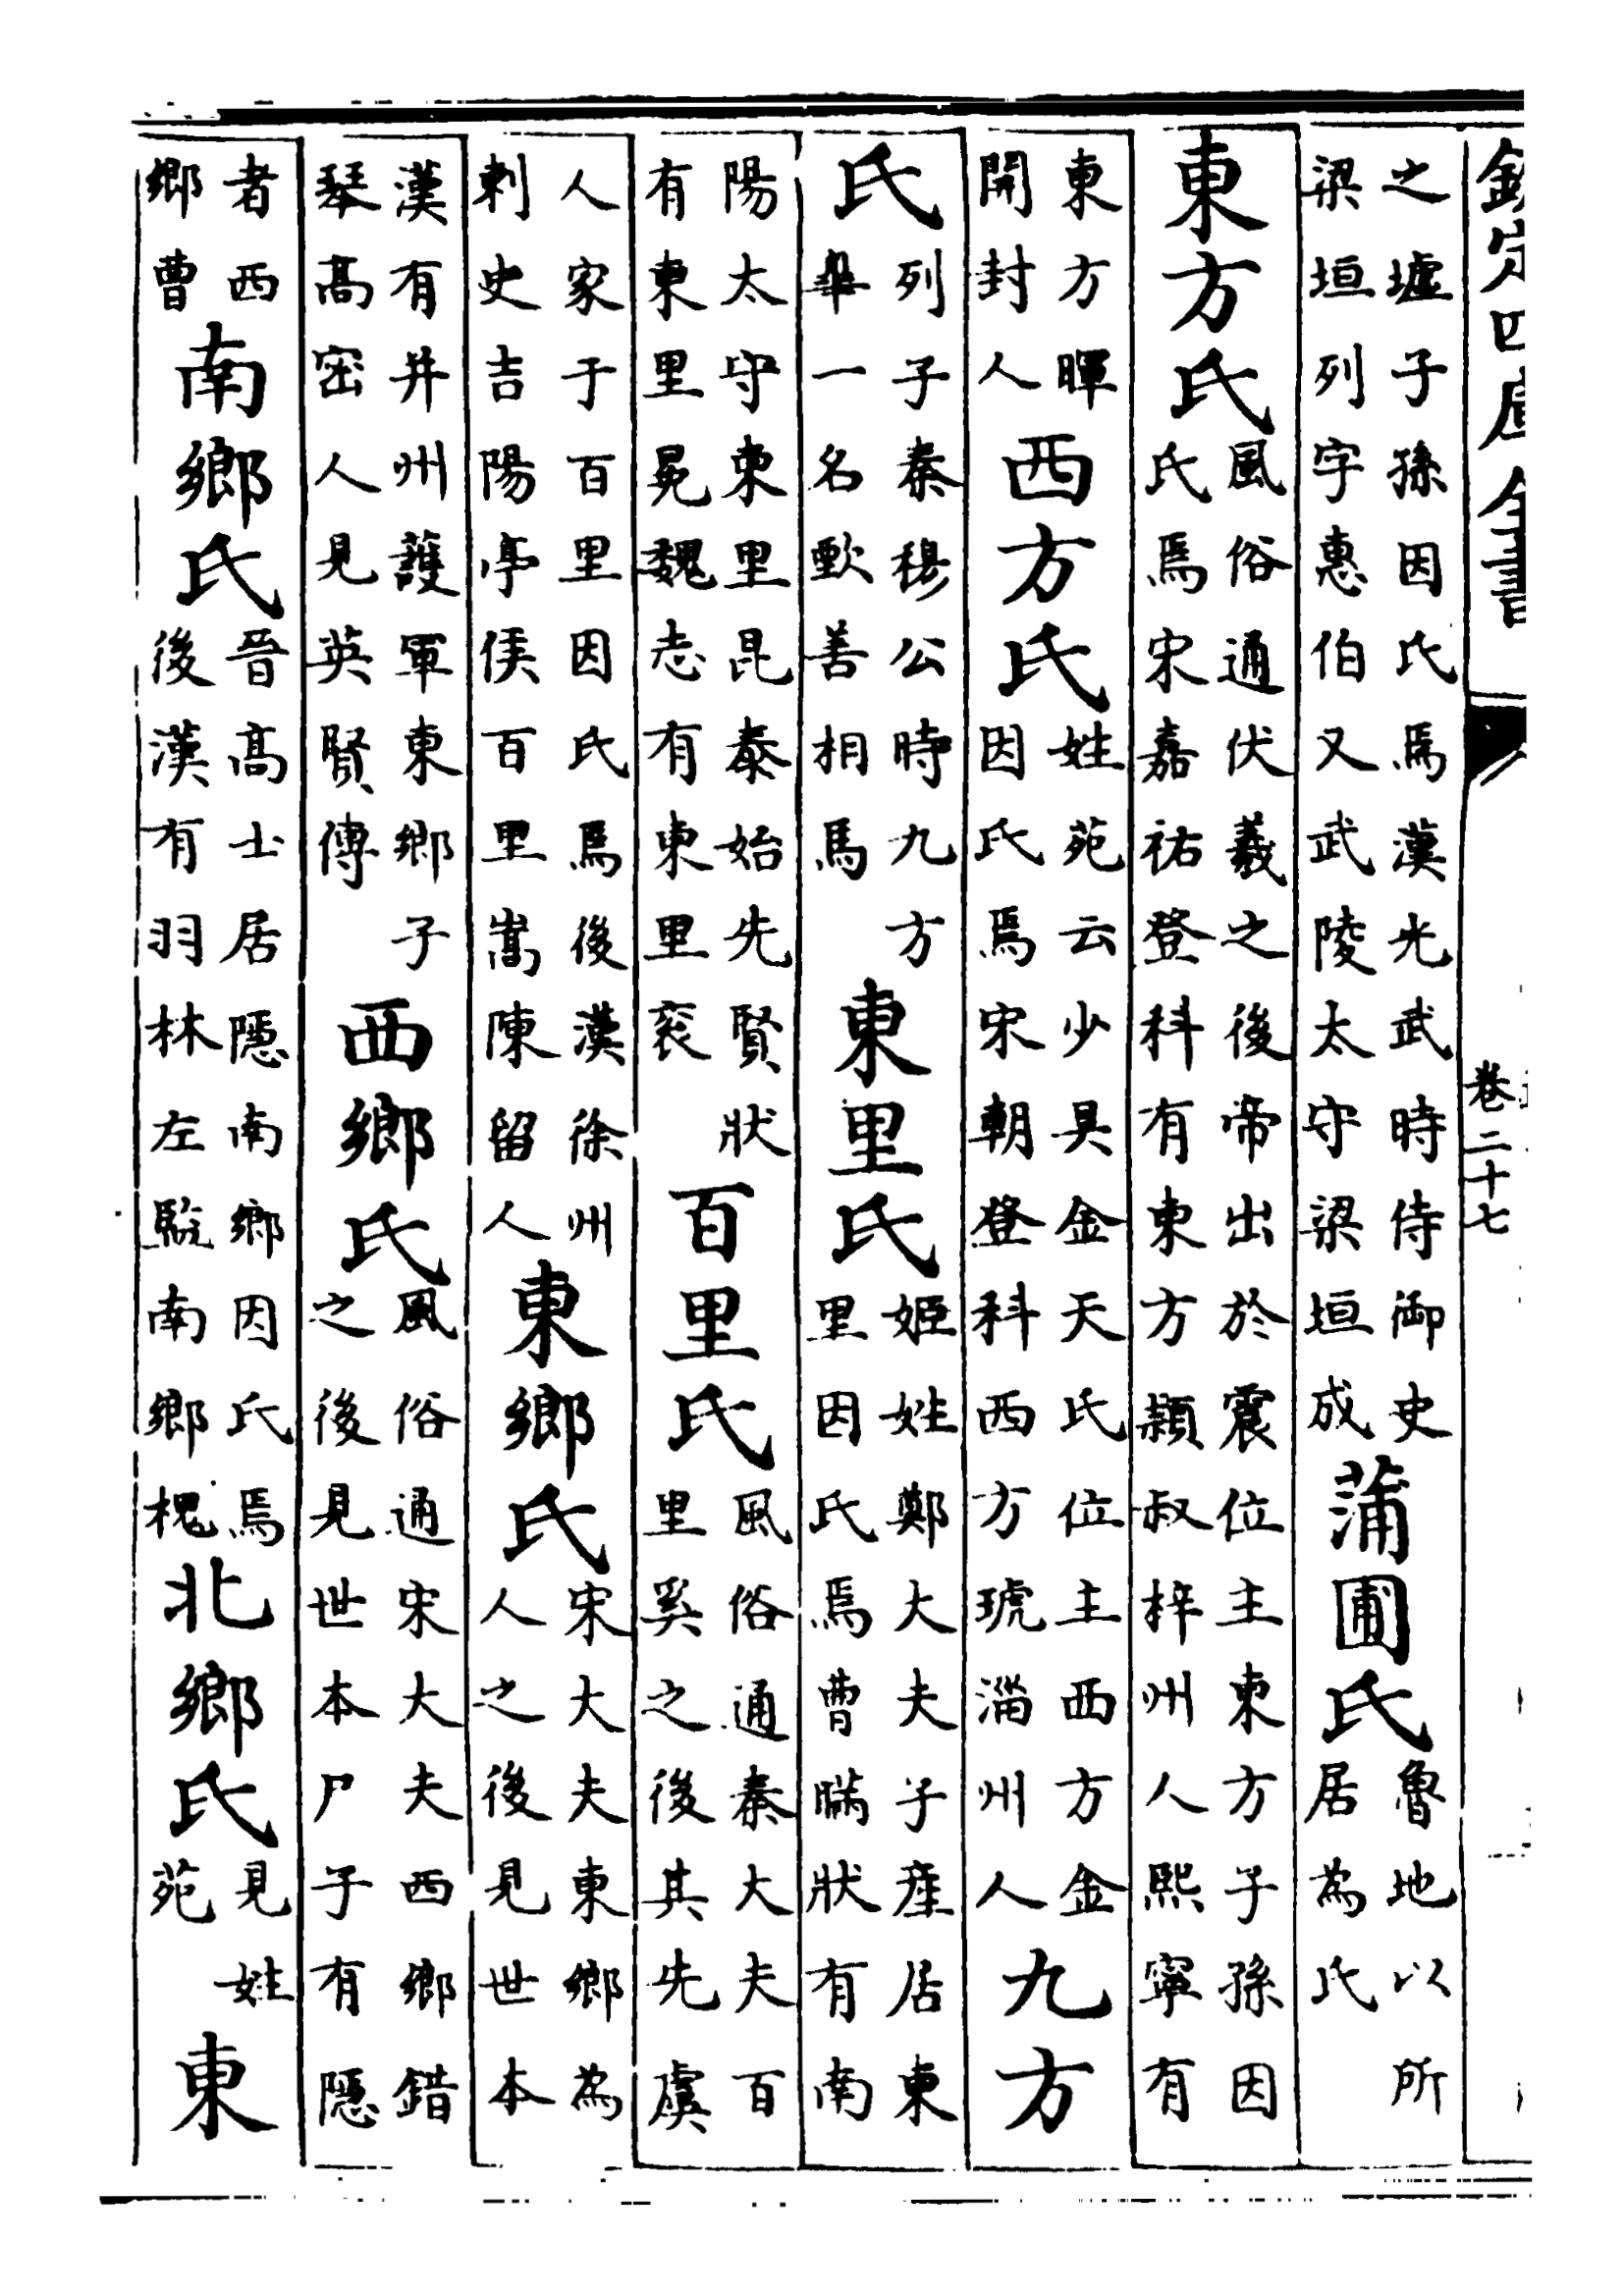 欽定四庫全書 卷二十七
之墟子孫因氏焉漢光武時侍御史梁垣列字惠伯又武陵太守梁垣成蒲圃氏魯地以所居為氏
東方氏風俗通伏羲之後帝出於震位主東方子孫因氏焉宋嘉祐登科有東方頴叔梓州人熙寧有
東方暉開封人西方氏姓苑云少昊金天氏位主西方金因氏焉宋朝登科西方琥淄州人九方
氏列子秦穆公時九方臯一名歅善相馬東里氏姬姓鄭大夫子產居東里因氏焉曹瞞狀有南
陽太守東里昆泰始先賢狀有東里冕魏志有東里衮百里氏風俗通秦大夫百里奚之後其先虞
人家于百里因氏焉後漢徐州刺史吉陽亭侯百里嵩陳留人東鄉氏宋大夫東鄉為人之後見世本
漢有并州護軍東鄉子琴髙密人見英賢傳西鄉氏風俗通宋大夫西鄉錯之後見世本尸子有隱
者西鄉曹南鄉氏晉髙士居隱南鄉因氏焉後漢有羽林左監南鄉槐北鄉氏見姓苑東